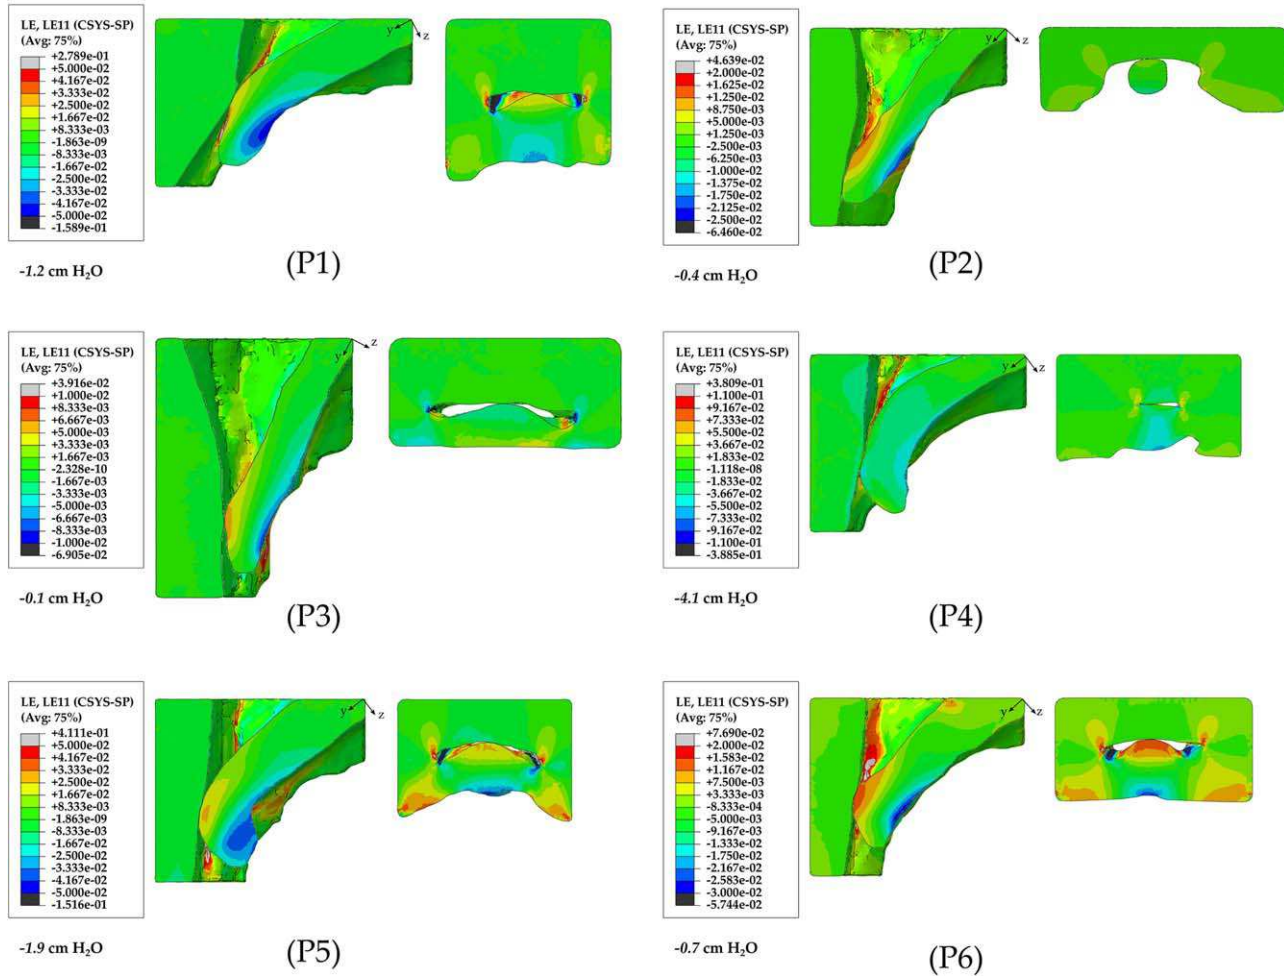 LE, LE11 (CSYS-SP)
(Avg: 75%)
+2.789e-01
+5.000e-02
+4.167e-02
+3.333e-02
+2.500e-02
+1.667e-02
+8.333e-03
-1.863e-09
-8.333e-03
-1.667e-02
-2.500e-02
-3.333e-02
-4.167e-02
-5.000e-02
-1.589e-01
y
z
-1.2 cm H₂O
(P1)
LE, LE11 (CSYS-SP)
(Avg: 75%)
+4.639e-02
+2.000e-02
+1.625e-02
+1.250e-02
+8.750e-03
+5.000e-03
+1.250e-03
-2.500e-03
-6.250e-03
-1.000e-02
-1.375e-02
-1.750e-02
-2.125e-02
-2.500e-02
-6.460e-02
y
z
-0.4 cm H₂O
(P2)
LE, LE11 (CSYS-SP)
(Avg: 75%)
+3.916e-02
+1.000e-02
+8.333e-03
+6.667e-03
+5.000e-03
+3.333e-03
+1.667e-03
-2.328e-10
-1.667e-03
-3.333e-03
-5.000e-03
-6.667e-03
-8.333e-03
-1.000e-02
-6.905e-02
y
z
-0.1 cm H₂O
(P3)
LE, LE11 (CSYS-SP)
(Avg: 75%)
+3.809e-01
+1.100e-01
+9.167e-02
+7.333e-02
+5.500e-02
+3.667e-02
+1.833e-02
-1.118e-08
-1.833e-02
-3.667e-02
-5.500e-02
-7.333e-02
-9.167e-02
-1.100e-01
-3.885e-01
y
z
-4.1 cm H₂O
(P4)
LE, LE11 (CSYS-SP)
(Avg: 75%)
+4.111e-01
+5.000e-02
+4.167e-02
+3.333e-02
+2.500e-02
+1.667e-02
+8.333e-03
-1.863e-09
-8.333e-03
-1.667e-02
-2.500e-02
-3.333e-02
-4.167e-02
-5.000e-02
-1.516e-01
y
z
-1.9 cm H₂O
(P5)
LE, LE11 (CSYS-SP)
(Avg: 75%)
+7.690e-02
+2.000e-02
+1.583e-02
+1.167e-02
+7.500e-03
+3.333e-03
-8.333e-04
-5.000e-03
-9.167e-03
-1.333e-02
-1.750e-02
-2.167e-02
-2.583e-02
-3.000e-02
-5.744e-02
y
z
-0.7 cm H₂O
(P6)